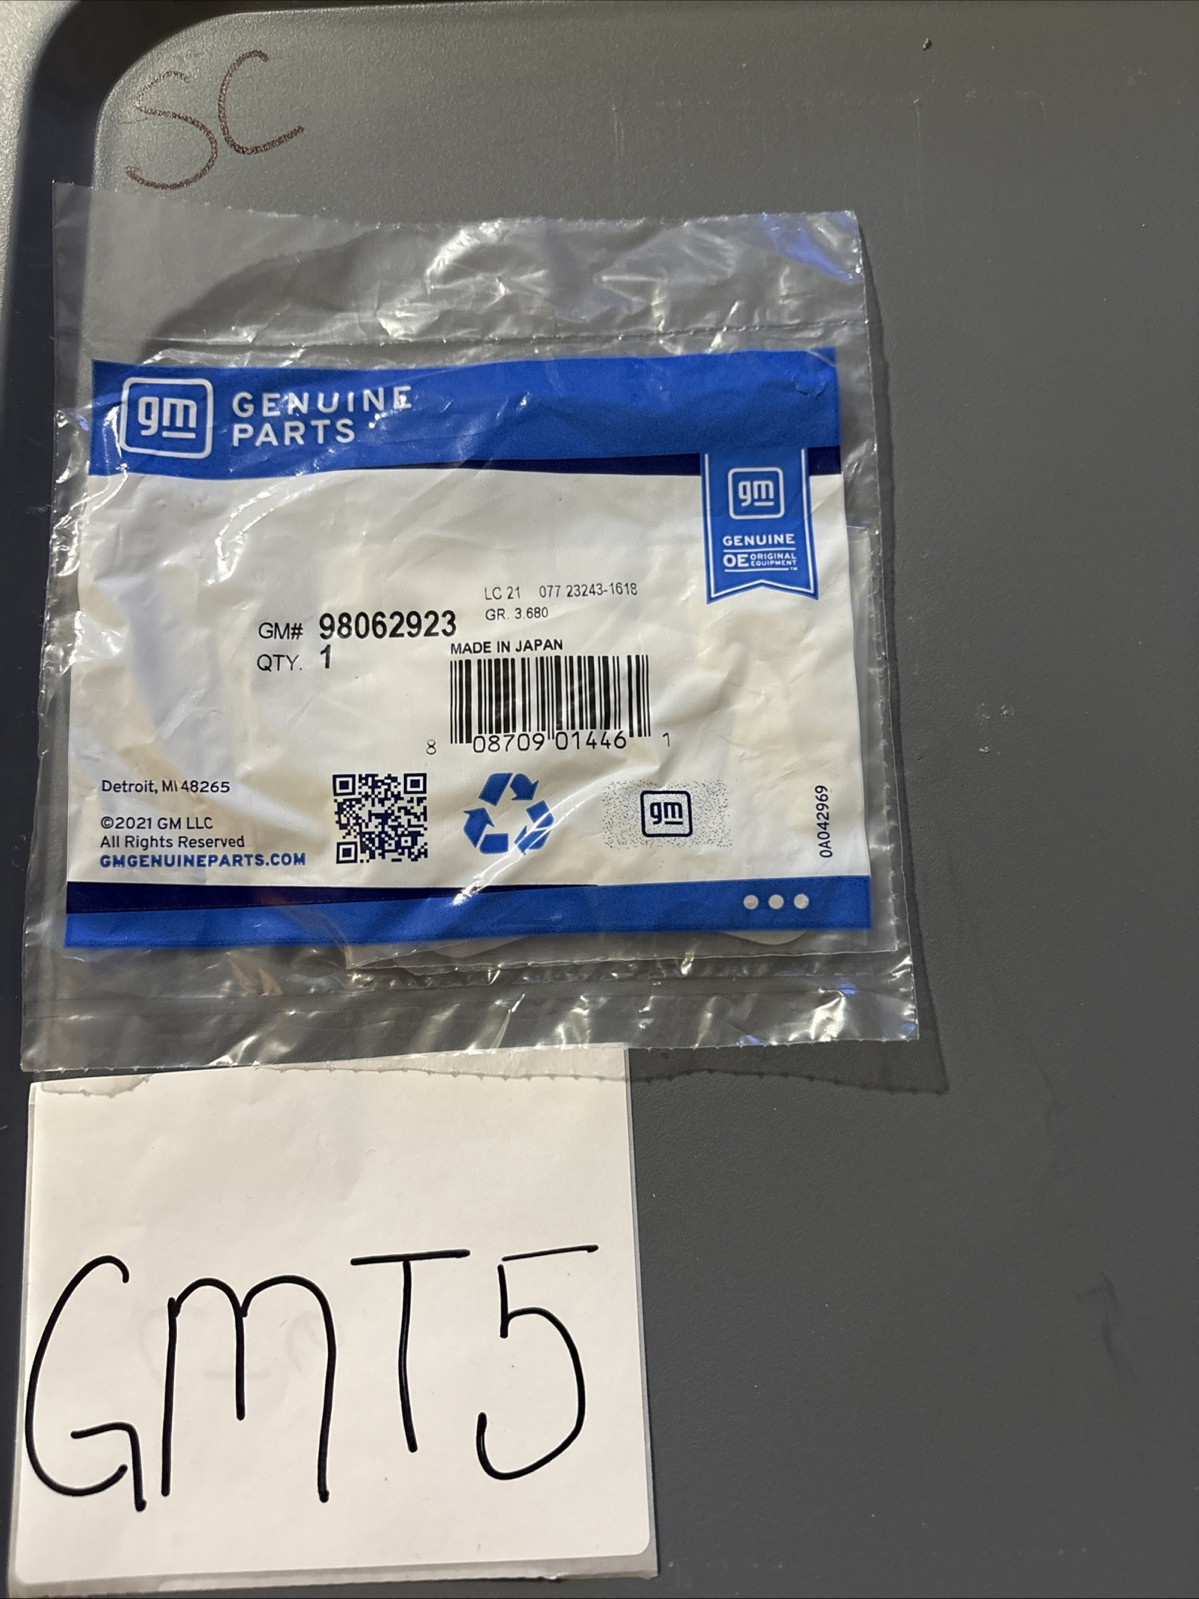 SC
gm GENUINE
PARTS
gm
GENUINE
OE ORIGINAL
EQUIPMENT™
LC 21 077 23243-1618
GR. 3.680
GM# 98062923
QTY. 1
MADE IN JAPAN
8 08709 01446 1
Detroit, MI 48265
©2021 GM LLC
All Rights Reserved
GMGENUINEPARTS.COM
gm
0A042969
GMT5